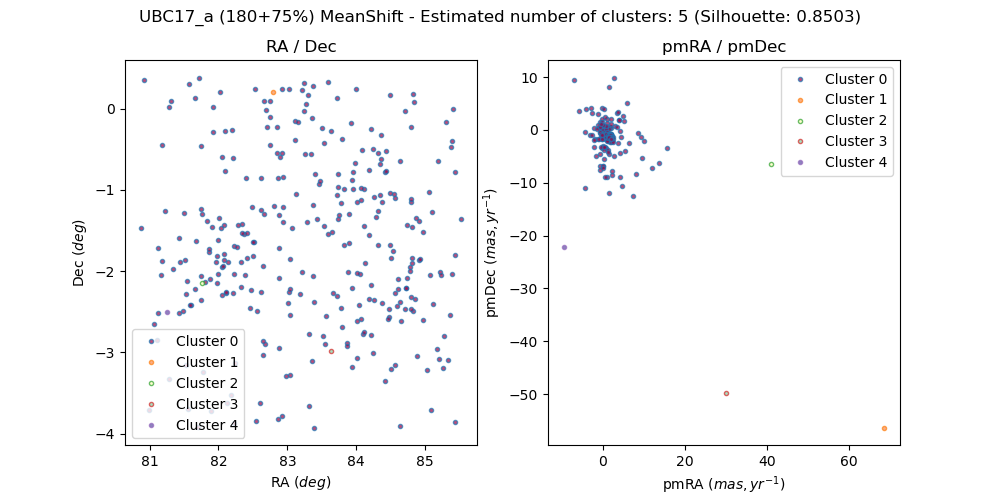 UBC17_a (180+75%) MeanShift - Estimated number of clusters: 5 (Silhouette: 0.8503)
RA / Dec
Dec (deg)
0
−1
−2
−3
−4
81
82
83
84
85
RA (deg)
Cluster 0
Cluster 1
Cluster 2
Cluster 3
Cluster 4
pmRA / pmDec
pmDec (mas, yr⁻¹)
10
0
−10
−20
−30
−40
−50
0
20
40
60
pmRA (mas, yr⁻¹)
Cluster 0
Cluster 1
Cluster 2
Cluster 3
Cluster 4